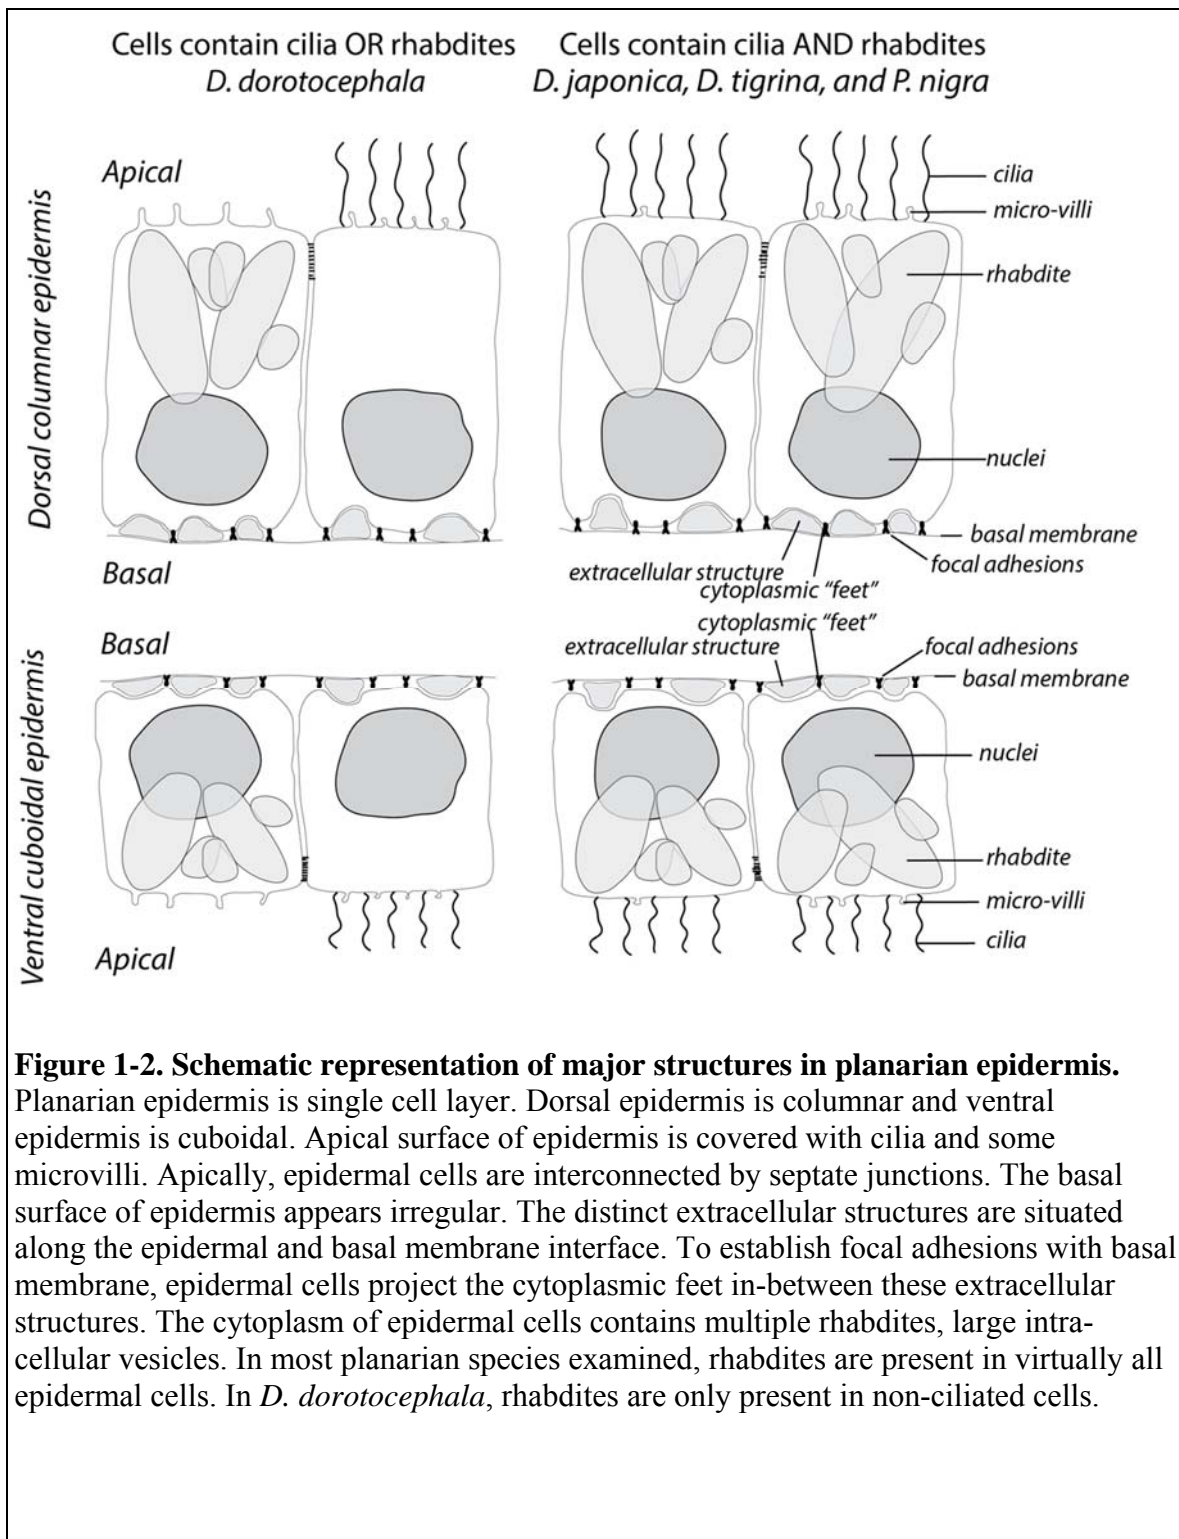 Cells contain cilia OR rhabdites
D. dorotocephala
Cells contain cilia AND rhabdites
D. japonica, D. tigrina, and P. nigra
Dorsal columnar epidermis
Apical
cilia
micro-villi
rhabdite
nuclei
basal membrane
focal adhesions
extracellular structure
cytoplasmic “feet”
Basal
Ventral cuboidal epidermis
Basal
cytoplasmic “feet”
extracellular structure
focal adhesions
basal membrane
nuclei
rhabdite
micro-villi
cilia
Apical
Figure 1-2. Schematic representation of major structures in planarian epidermis.
Planarian epidermis is single cell layer. Dorsal epidermis is columnar and ventral
epidermis is cuboidal. Apical surface of epidermis is covered with cilia and some
microvilli. Apically, epidermal cells are interconnected by septate junctions. The basal
surface of epidermis appears irregular. The distinct extracellular structures are situated
along the epidermal and basal membrane interface. To establish focal adhesions with basal
membrane, epidermal cells project the cytoplasmic feet in-between these extracellular
structures. The cytoplasm of epidermal cells contains multiple rhabdites, large intra-
cellular vesicles. In most planarian species examined, rhabdites are present in virtually all
epidermal cells. In D. dorotocephala, rhabdites are only present in non-ciliated cells.